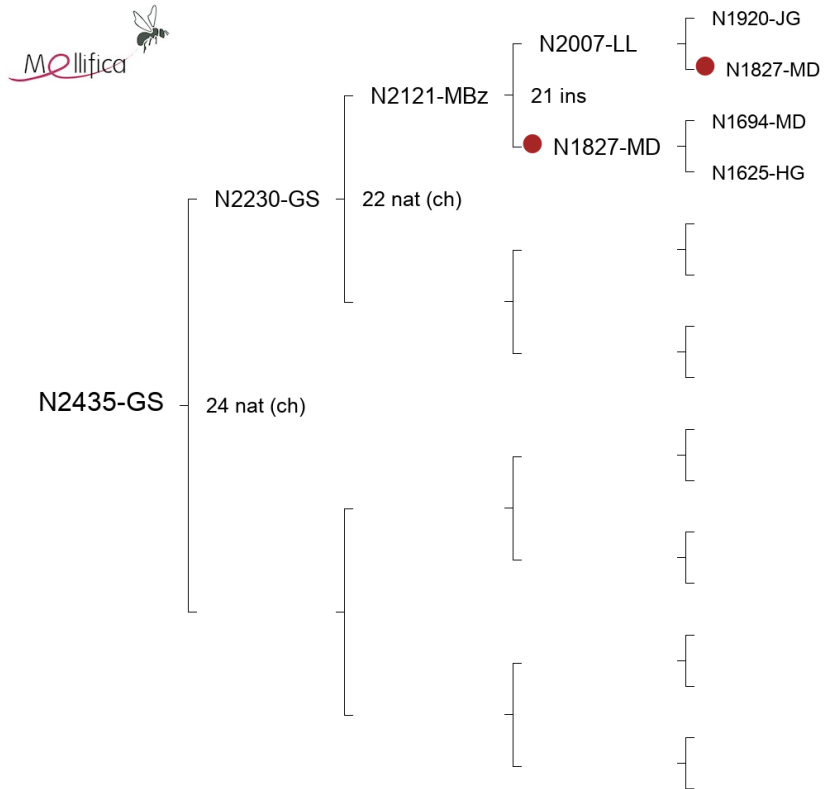 Mellifica
N1920-JG
N2007-LL
N1827-MD
N2121-MBz
21 ins
N1694-MD
N1827-MD
N1625-HG
N2230-GS
22 nat (ch)
N2435-GS
24 nat (ch)